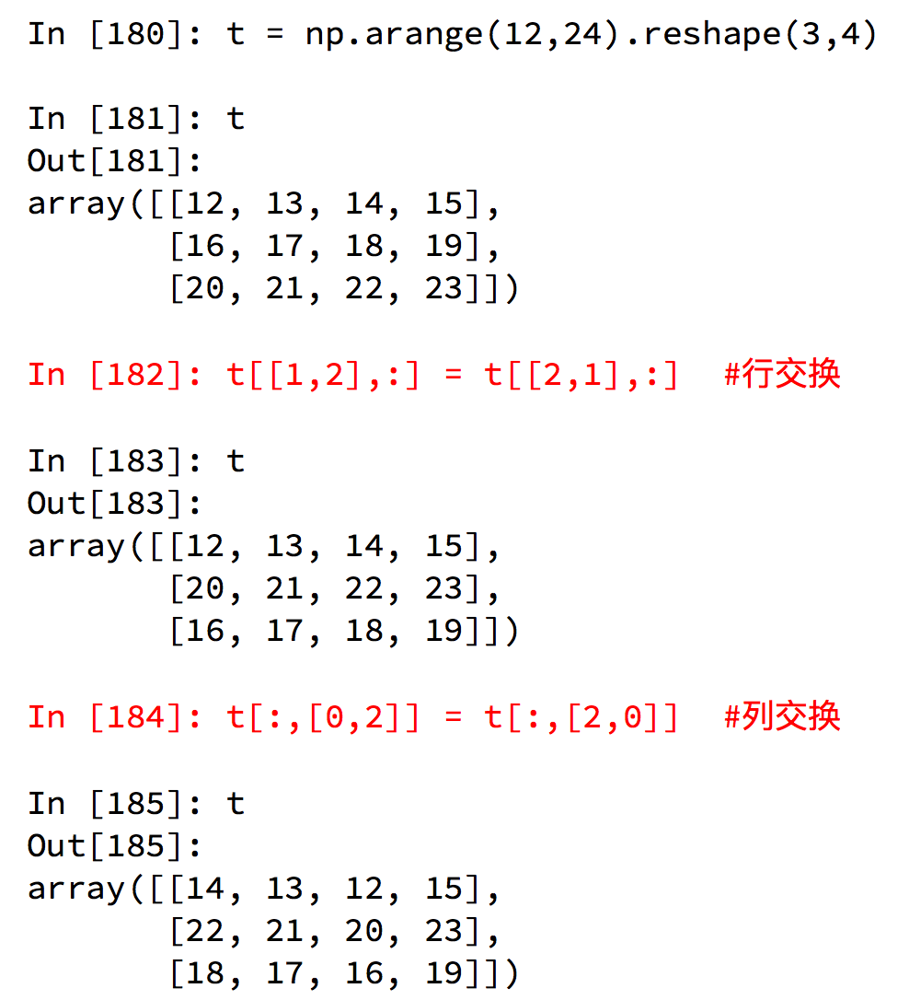 In [180]: t = np.arange(12,24).reshape(3,4)
In [181]: t
Out[181]:
array([[12, 13, 14, 15],
       [16, 17, 18, 19],
       [20, 21, 22, 23]])
In [182]: t[[1,2],:] = t[[2,1],:]  #行交换
In [183]: t
Out[183]:
array([[12, 13, 14, 15],
       [20, 21, 22, 23],
       [16, 17, 18, 19]])
In [184]: t[:,[0,2]] = t[:,[2,0]]  #列交换
In [185]: t
Out[185]:
array([[14, 13, 12, 15],
       [22, 21, 20, 23],
       [18, 17, 16, 19]])